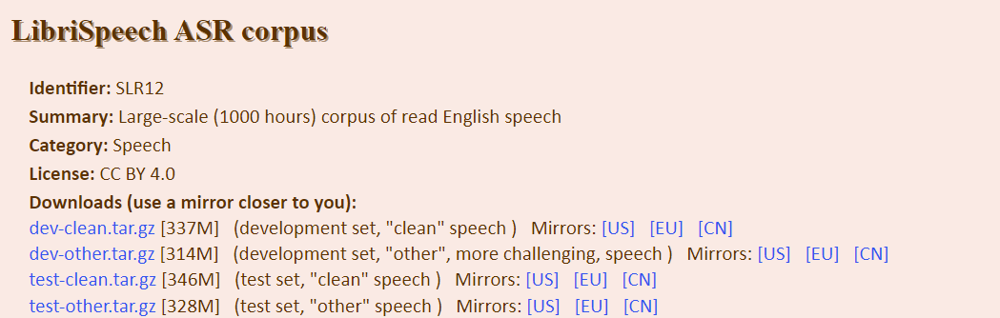 LibriSpeech ASR corpus
Identifier: SLR12
Summary: Large-scale (1000 hours) corpus of read English speech
Category: Speech
License: CC BY 4.0
Downloads (use a mirror closer to you):
dev-clean.tar.gz [337M] (development set, "clean" speech ) Mirrors: [US] [EU] [CN]
dev-other.tar.gz [314M] (development set, "other", more challenging, speech ) Mirrors: [US] [EU] [CN]
test-clean.tar.gz [346M] (test set, "clean" speech ) Mirrors: [US] [EU] [CN]
test-other.tar.gz [328M] (test set, "other" speech ) Mirrors: [US] [EU] [CN]